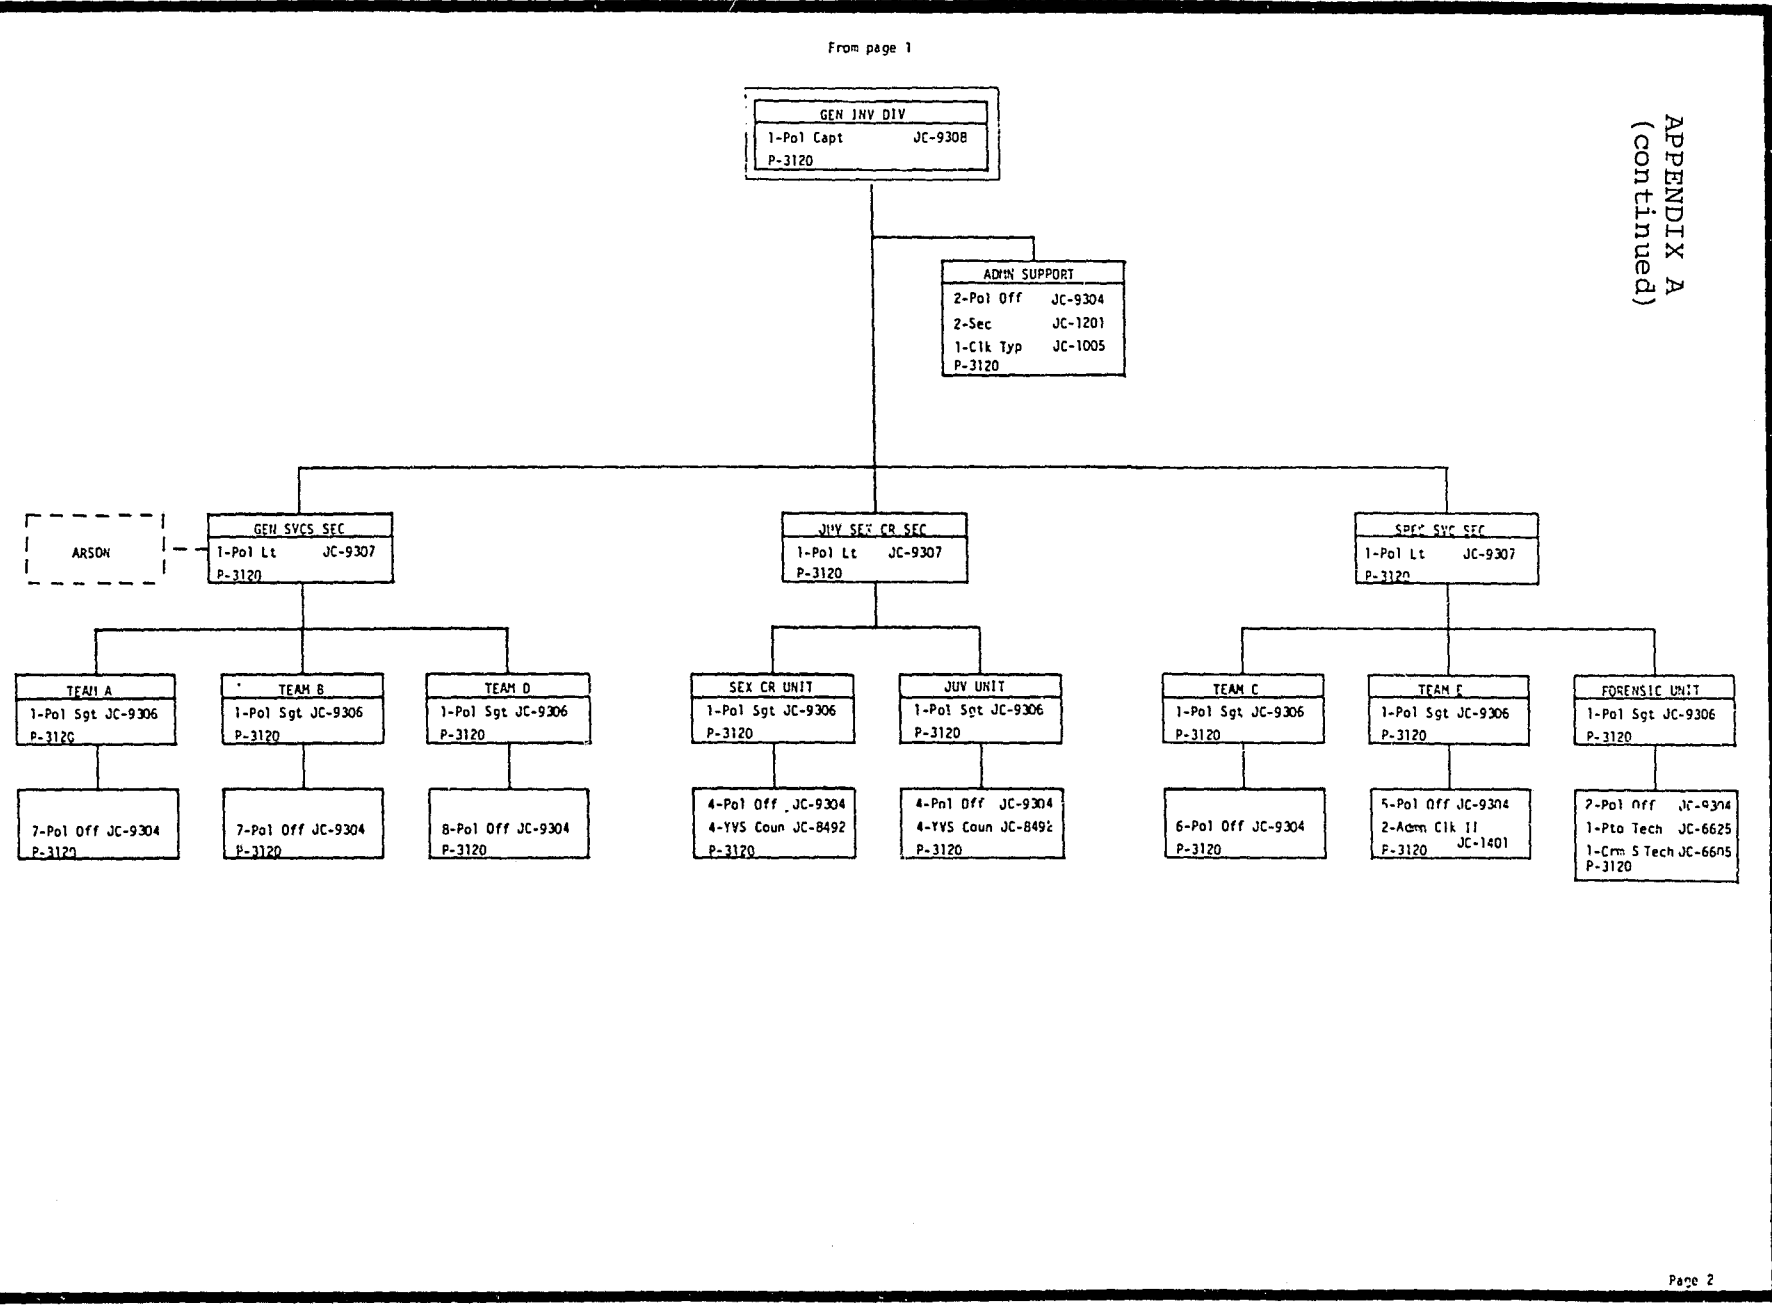 From page 1
APPENDIX A
(continued)
GEN INV DIV
1-Pol Capt JC-9308
P-3120
ADMN SUPPORT
2-Pol Off JC-9304
2-Sec JC-1201
1-Clk Typ JC-1005
P-3120
ARSON
GEN SVCS SEC
1-Pol Lt JC-9307
P-3120
JUV SEX CR SEC
1-Pol Lt JC-9307
P-3120
SPEC SVC SEC
1-Pol Lt JC-9307
P-3120
TEAM A
1-Pol Sgt JC-9306
P-3120
7-Pol Off JC-9304
P-3120
TEAM B
1-Pol Sgt JC-9306
P-3120
7-Pol Off JC-9304
P-3120
TEAM D
1-Pol Sgt JC-9306
P-3120
8-Pol Off JC-9304
P-3120
SEX CR UNIT
1-Pol Sgt JC-9306
P-3120
4-Pol Off JC-9304
4-YVS Coun JC-8492
P-3120
JUV UNIT
1-Pol Sgt JC-9306
P-3120
4-Pol Off JC-9304
4-YVS Coun JC-8492
P-3120
TEAM C
1-Pol Sgt JC-9306
P-3120
6-Pol Off JC-9304
P-3120
TEAM E
1-Pol Sgt JC-9306
P-3120
5-Pol Off JC-9304
2-Admn Clk II
JC-1401
P-3120
FORENSIC UNIT
1-Pol Sgt JC-9306
P-3120
2-Pol Off JC-9304
1-Pto Tech JC-6625
1-Crm S Tech JC-6605
P-3120
Page 2